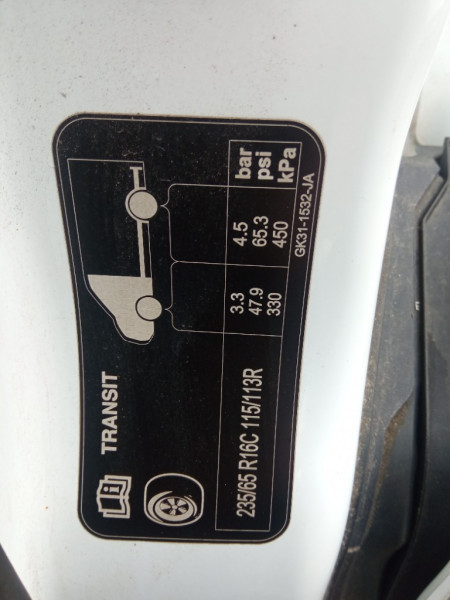 TRANSIT
235/65 R16C 115/113R 3.3 4.5 bar
47.9 65.3 psi
330 450 kPa
GK31-1532-JA